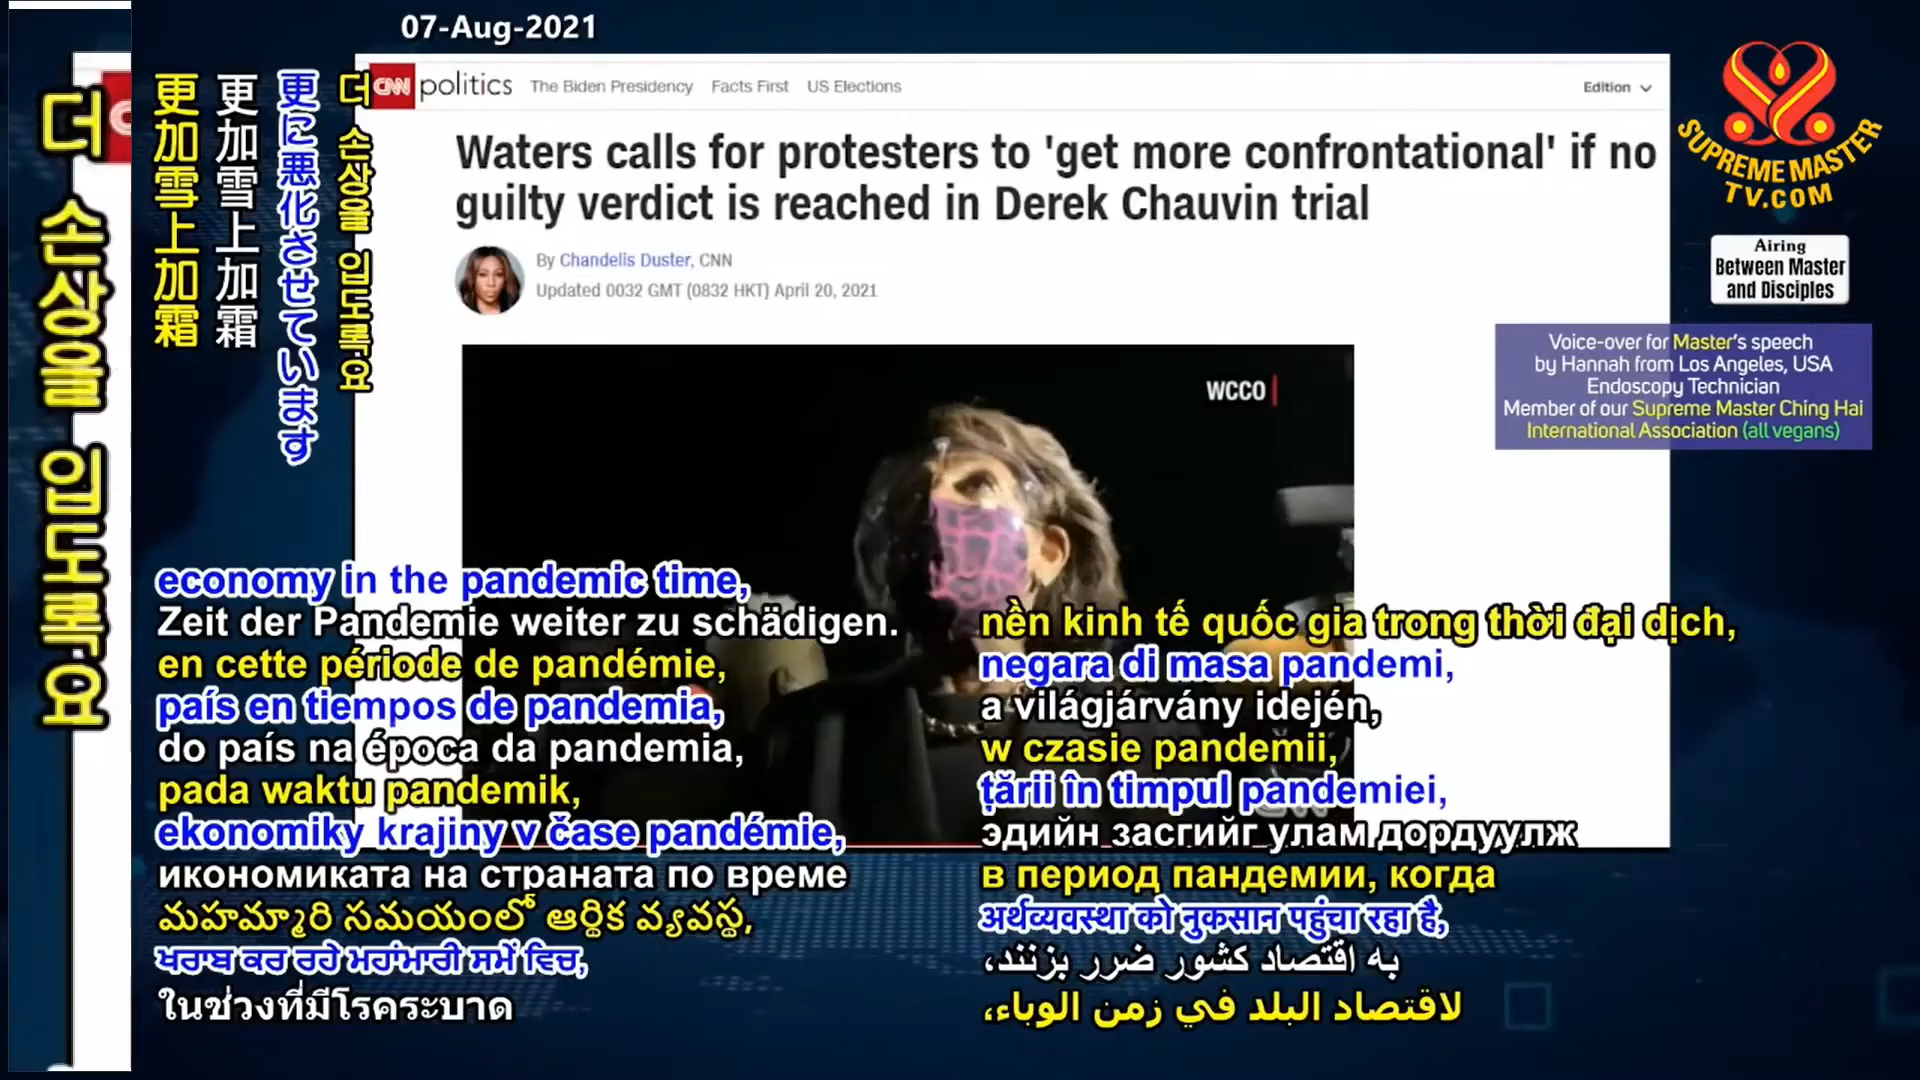 07-Aug-2021
더 손상을 입도록요
更加雪上加霜
更加雪上加霜
更に悪化させています
더 손상을 입도록요
CNN politics The Biden Presidency Facts First US Elections Edition
Waters calls for protesters to 'get more confrontational' if no
guilty verdict is reached in Derek Chauvin trial
By Chandelis Duster, CNN
Updated 0032 GMT (0832 HKT) April 20, 2021
WCCO
SUPREME MASTER
TV.COM
Airing
Between Master
and Disciples
Voice-over for Master's speech
by Hannah from Los Angeles, USA
Endoscopy Technician
Member of our Supreme Master Ching Hai
International Association (all vegans)
economy in the pandemic time,
Zeit der Pandemie weiter zu schädigen.
en cette période de pandémie,
país en tiempos de pandemia,
do país na época da pandemia,
pada waktu pandemik,
ekonomiky krajiny v čase pandémie,
икономиката на страната по време
మహమ్మారి సమయంలో ఆర్థిక వ్యవస్థ,
ਖਰਾਬ ਕਰ ਰਹੇ ਮਹਾਂਮਾਰੀ ਸਮੇਂ ਵਿਚ,
ในช่วงที่มีโรคระบาด
nền kinh tế quốc gia trong thời đại dịch,
negara di masa pandemi,
a világjárvány idején,
w czasie pandemii,
țării în timpul pandemiei,
эдийн засгийг улам дордуулж
в период пандемии, когда
अर्थव्यवस्था को नुकसान पहुंचा रहा है,
به اقتصاد کشور ضرر بزنند،
لاقتصاد البلد في زمن الوباء،